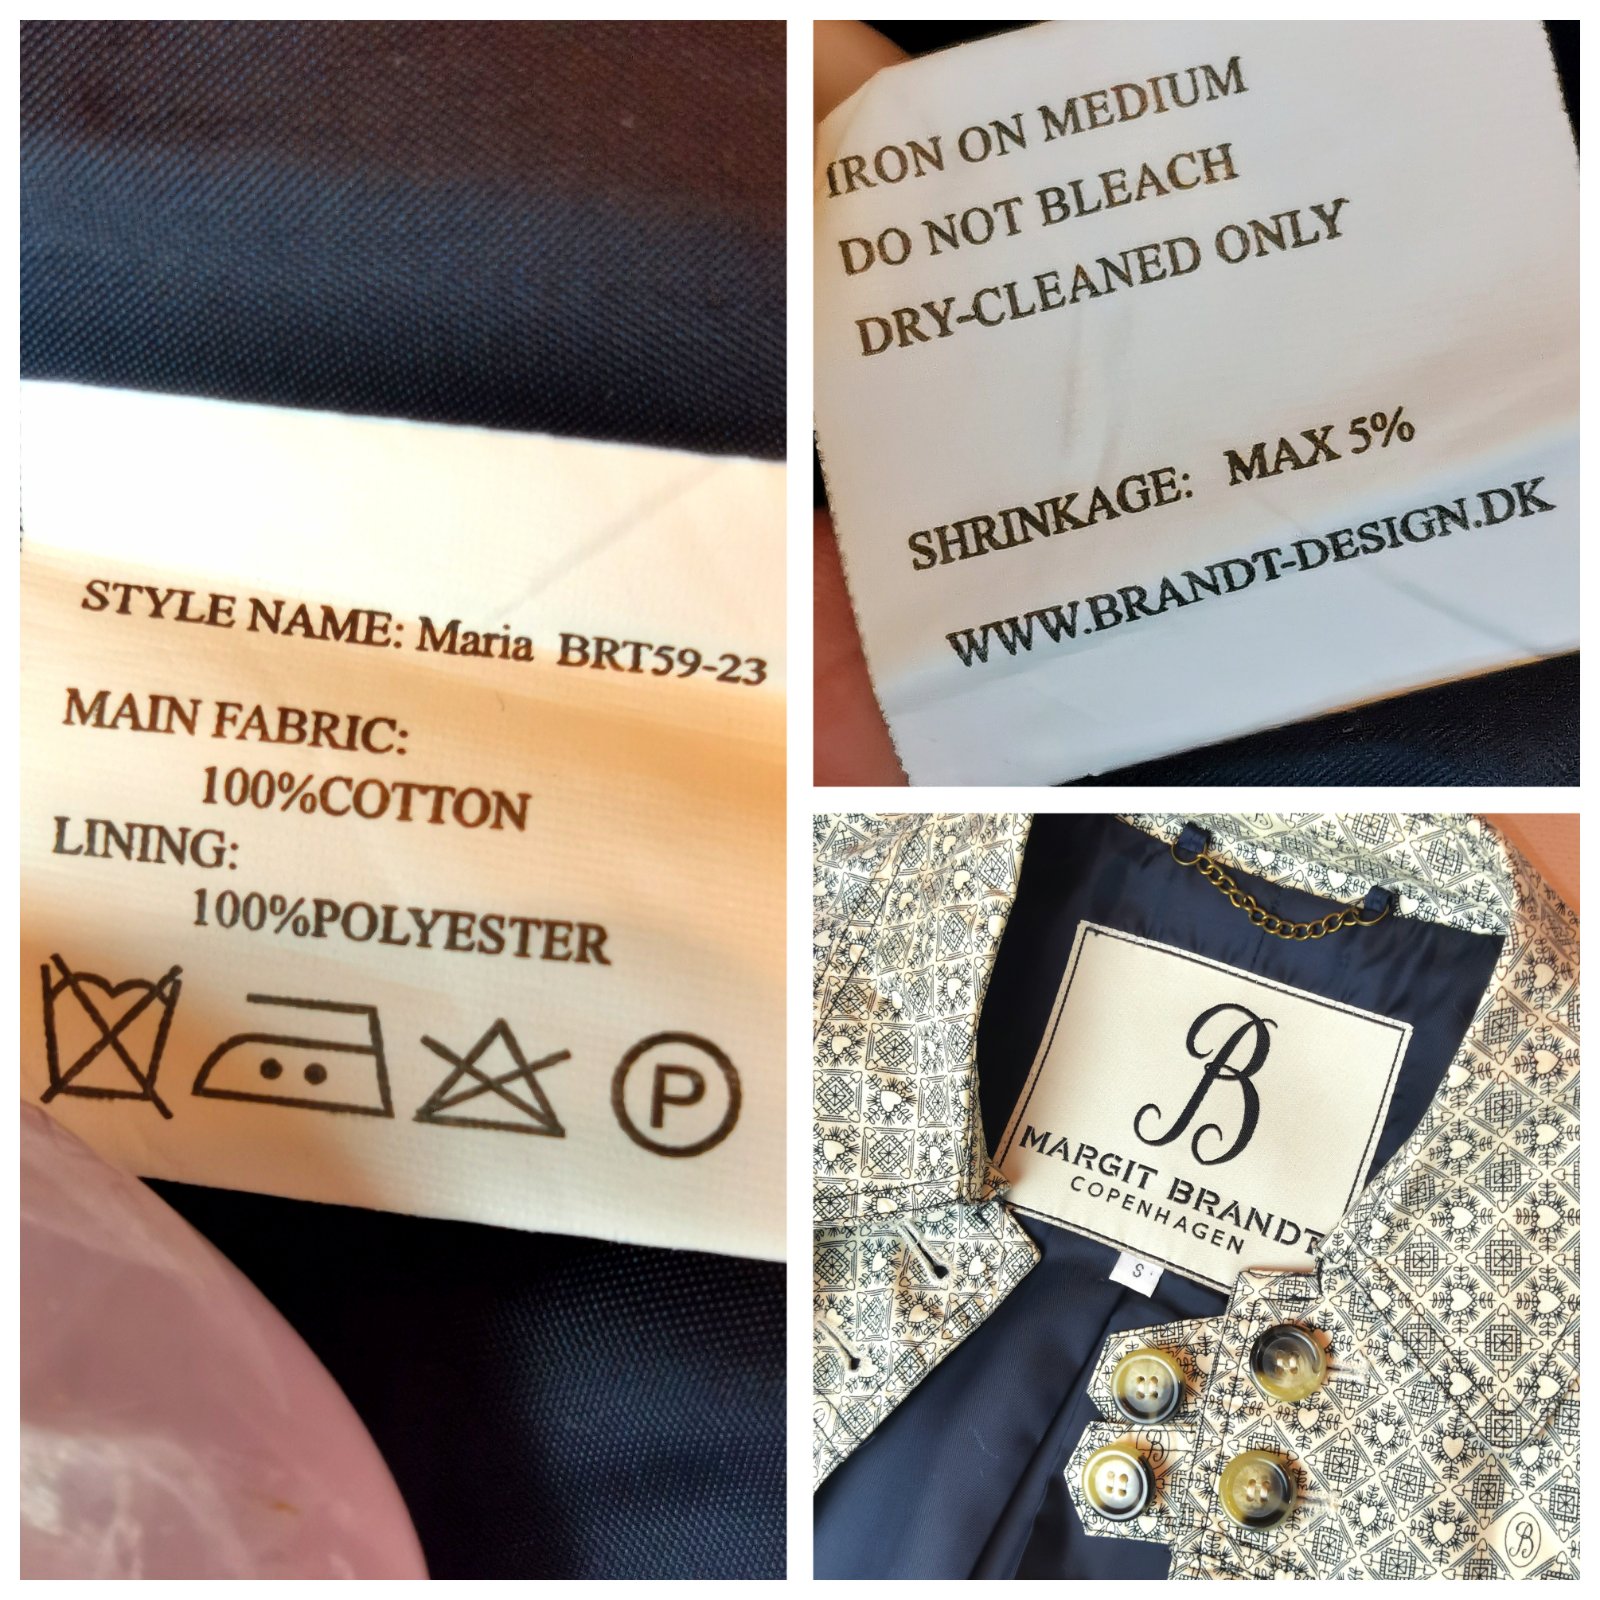 STYLE NAME: Maria BRT59-23
MAIN FABRIC:
100%COTTON
LINING:
100%POLYESTER
P
IRON ON MEDIUM
DO NOT BLEACH
DRY-CLEANED ONLY
SHRINKAGE: MAX 5%
WWW.BRANDT-DESIGN.DK
B
MARGIT BRANDT
COPENHAGEN
S
B
B